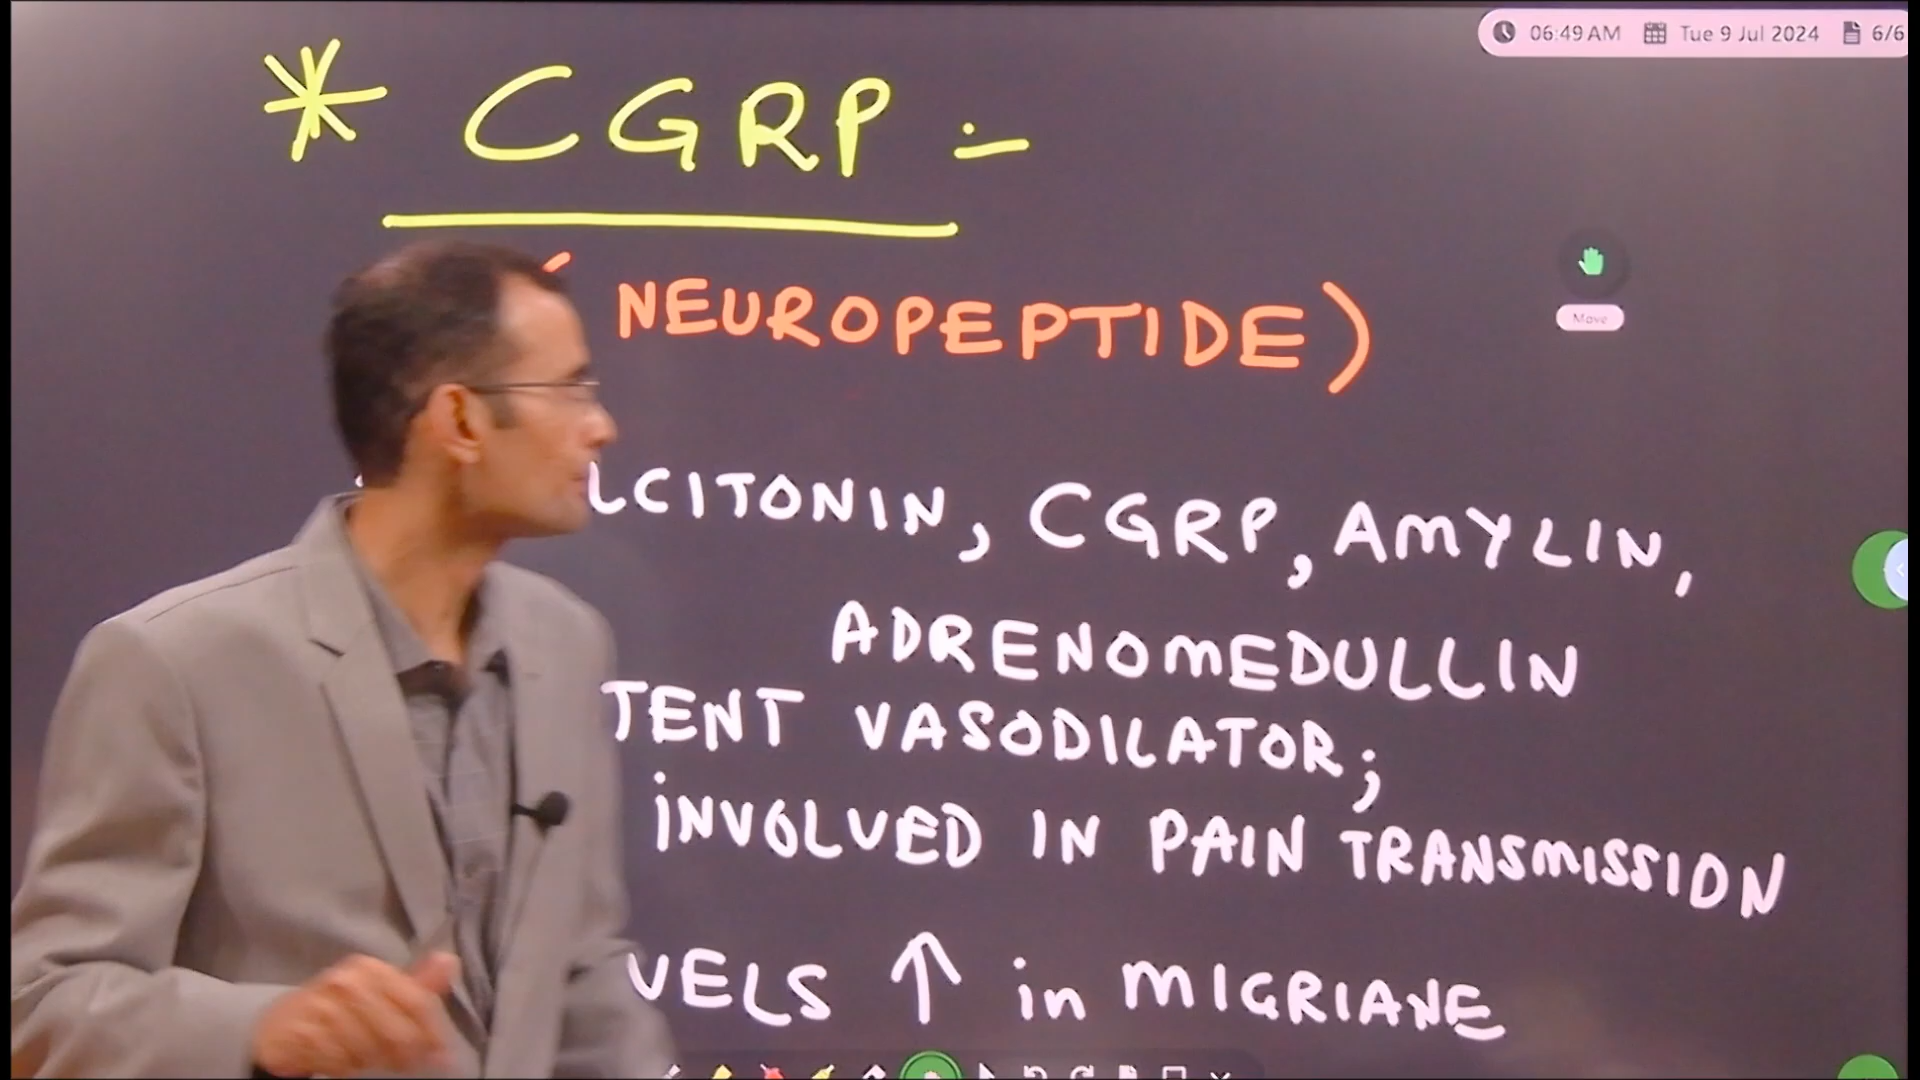 06:49 AM Tue 9 Jul 2024 6/6
* CGRP :-
(NEUROPEPTIDE)
Move
LCITONIN, CGRP, AMYLIN,
ADRENOMEDULLIN
TENT VASODILATOR;
INVOLVED IN PAIN TRANSMISSION
VELS ↑ in MIGRIANE